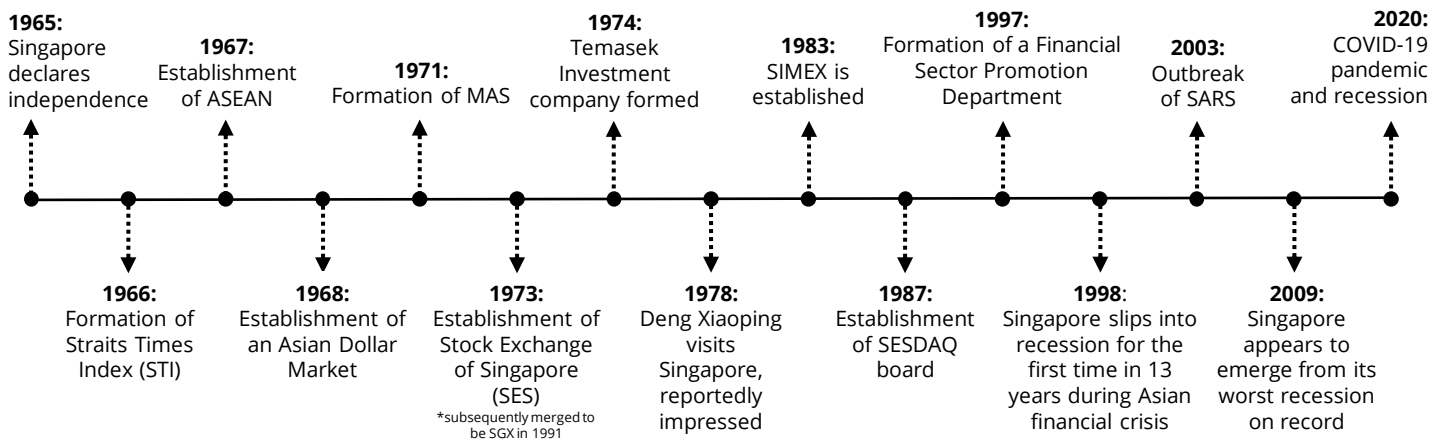 1965:
Singapore
declares
independence
1966:
Formation of
Straits Times
Index (STI)
1967:
Establishment
of ASEAN
1968:
Establishment of
an Asian Dollar
Market
1971:
Formation of MAS
1973:
Establishment of
Stock Exchange
of Singapore
(SES)
*subsequently merged to
be SGX in 1991
1974:
Temasek
Investment
company formed
1978:
Deng Xiaoping
visits
Singapore,
reportedly
impressed
1983:
SIMEX is
established
1987:
Establishment
of SESDAQ
board
1997:
Formation of a Financial
Sector Promotion
Department
1998:
Singapore slips into
recession for the
first time in 13
years during Asian
financial crisis
2003:
Outbreak
of SARS
2009:
Singapore
appears to
emerge from its
worst recession
on record
2020:
COVID-19
pandemic
and recession